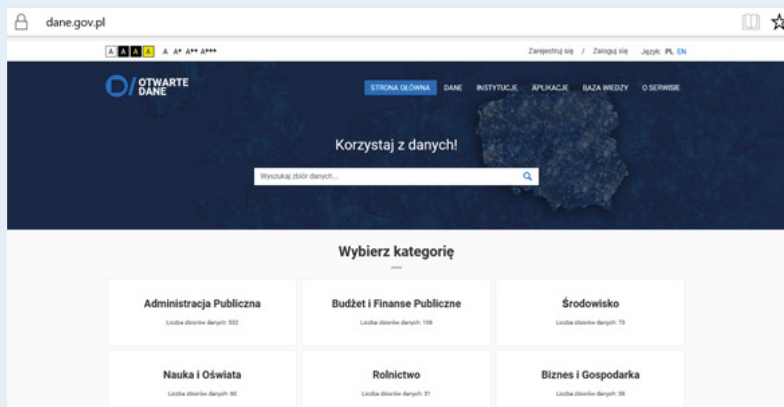 dane.gov.pl
A A A A A A+ A++ A+++
Zarejestruj się / Zaloguj się Język: PL EN
OTWARTE
DANE
STRONA GŁÓWNA DANE INSTYTUCJE APLIKACJE BAZA WIEDZY O SERWISIE
Korzystaj z danych!
Wyszukaj zbiór danych...
Wybierz kategorię
Administracja Publiczna Budżet i Finanse Publiczne Środowisko
Liczba zbiorów danych: 532 Liczba zbiorów danych: 106 Liczba zbiorów danych: 73
Nauka i Oświata Rolnictwo Biznes i Gospodarka
Liczba zbiorów danych: 60 Liczba zbiorów danych: 51 Liczba zbiorów danych: 38